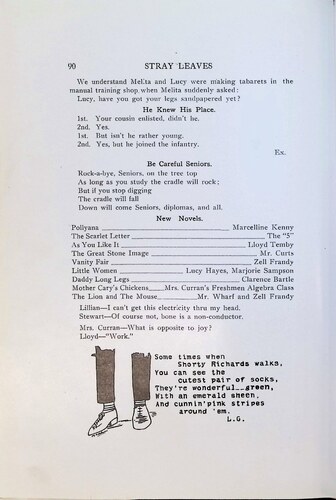 90 STRAY LEAVES
We understand Melita and Lucy were making tabarets in the
manual training shop when Melita suddenly asked:
Lucy, have you got your legs sandpapered yet?
He Knew His Place.
1st. Your cousin enlisted, didn't he.
2nd. Yes.
1st. But isn't he rather young.
2nd. Yes, but he joined the infantry.
Ex.
Be Careful Seniors.
Rock-a-bye, Seniors, on the tree top
As long as you study the cradle will rock;
But if you stop digging
The cradle will fall
Down will come Seniors, diplomas, and all.
New Novels.
Pollyana Marcelline Kenny
The Scarlet Letter The "5"
As You Like It Lloyd Temby
The Great Stone Image Mr. Curts
Vanity Fair Zell Frandy
Little Women Lucy Hayes, Marjorie Sampson
Daddy Long Legs Clarence Bartle
Mother Cary's Chickens Mrs. Curran's Freshmen Algebra Class
The Lion and The Mouse Mr. Wharf and Zell Frandy
Lillian—I can't get this electricity thru my head.
Stewart—Of course not, bone is a non-conductor.
Mrs. Curran—What is opposite to joy?
Lloyd—"Work."
Some times when
Shorty Richards walks,
You can see the
cutest pair of socks,
They're wonderful green,
With an emerald sheen,
And cunnin' pink stripes
around 'em.
L.G.